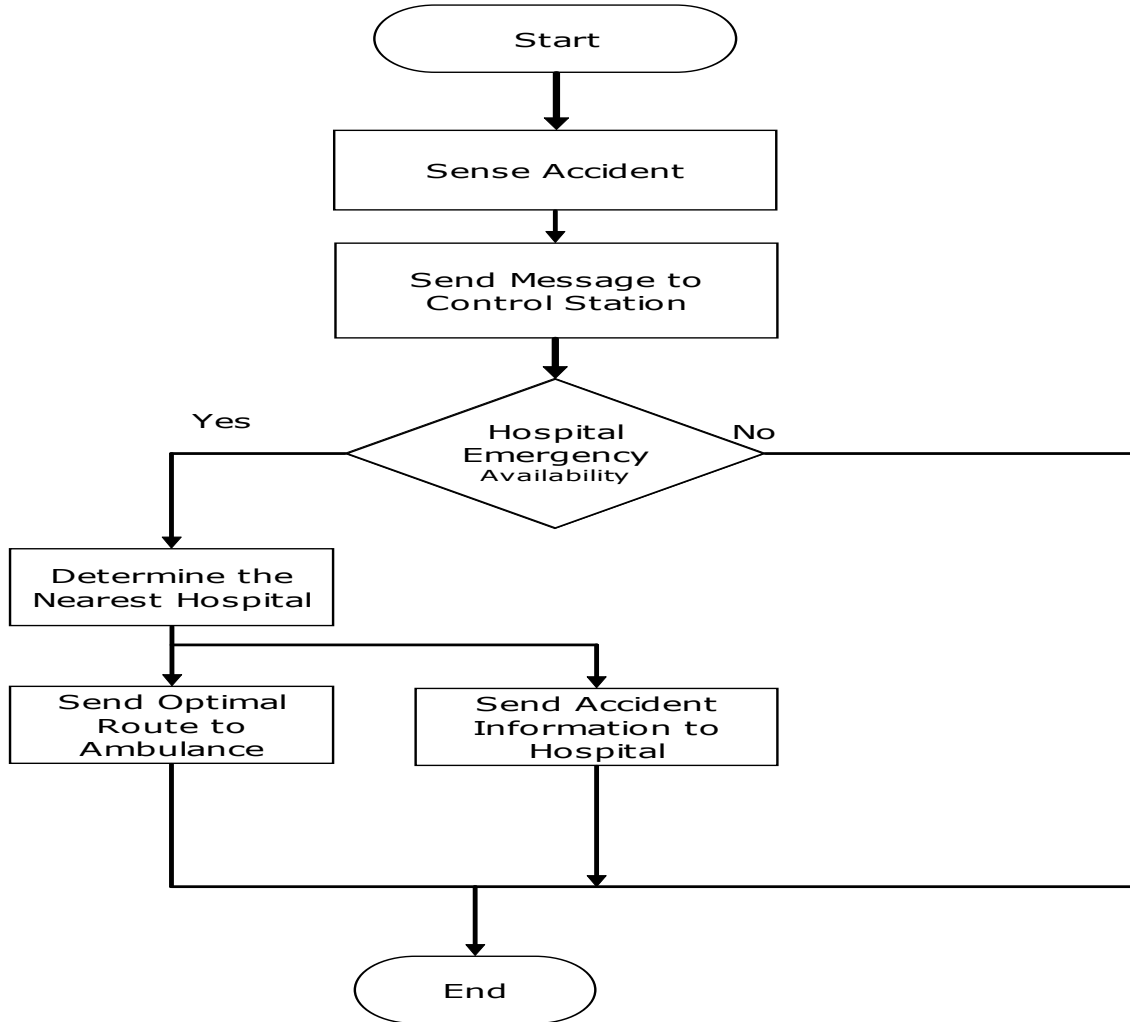 Start
Sense Accident
Send Message to
Control Station
Yes
Hospital
Emergency
Availability
No
Determine the
Nearest Hospital
Send Optimal
Route to
Ambulance
Send Accident
Information to
Hospital
End